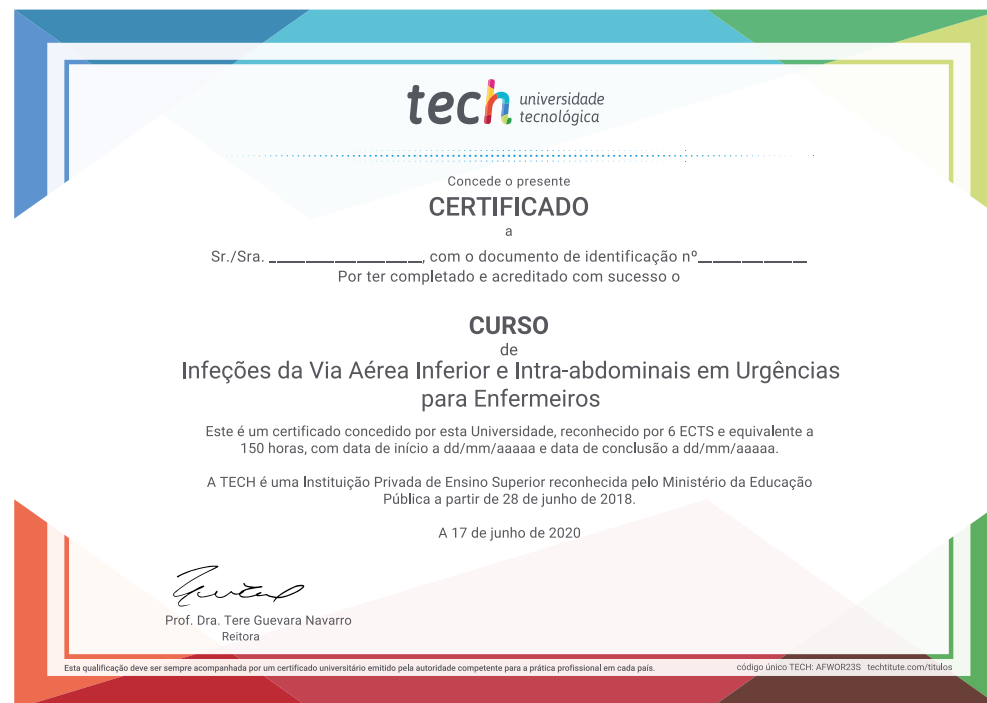 tech universidade
tecnológica
Concede o presente
CERTIFICADO
a
Sr./Sra. ____________________, com o documento de identificação nº______________
Por ter completado e acreditado com sucesso o
CURSO
de
Infeções da Via Aérea Inferior e Intra-abdominais em Urgências
para Enfermeiros
Este é um certificado concedido por esta Universidade, reconhecido por 6 ECTS e equivalente a
150 horas, com data de início a dd/mm/aaaaa e data de conclusão a dd/mm/aaaaa.
A TECH é uma Instituição Privada de Ensino Superior reconhecida pelo Ministério da Educação
Pública a partir de 28 de junho de 2018.
A 17 de junho de 2020
Prof. Dra. Tere Guevara Navarro
Reitora
Esta qualificação deve ser sempre acompanhada por um certificado universitário emitido pela autoridade competente para a prática profissional em cada país.
código único TECH: AFWOR23S techtitute.com/titulos